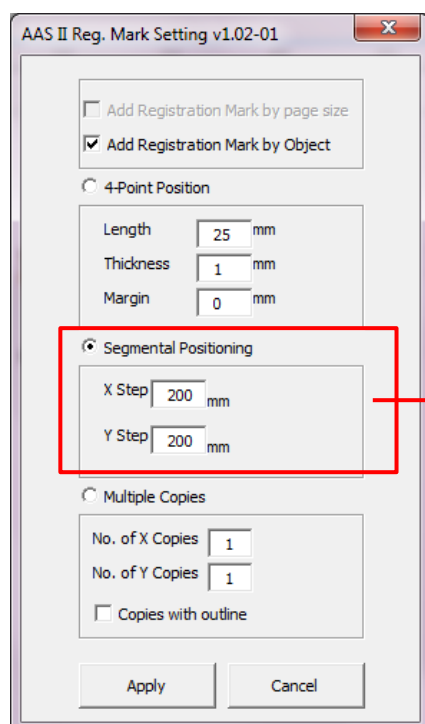 AAS II Reg. Mark Setting v1.02-01
Add Registration Mark by page size
Add Registration Mark by Object
4-Point Position
Length 25 mm
Thickness 1 mm
Margin 0 mm
Segmental Positioning
X Step 200 mm
Y Step 200 mm
Multiple Copies
No. of X Copies 1
No. of Y Copies 1
Copies with outline
Apply Cancel